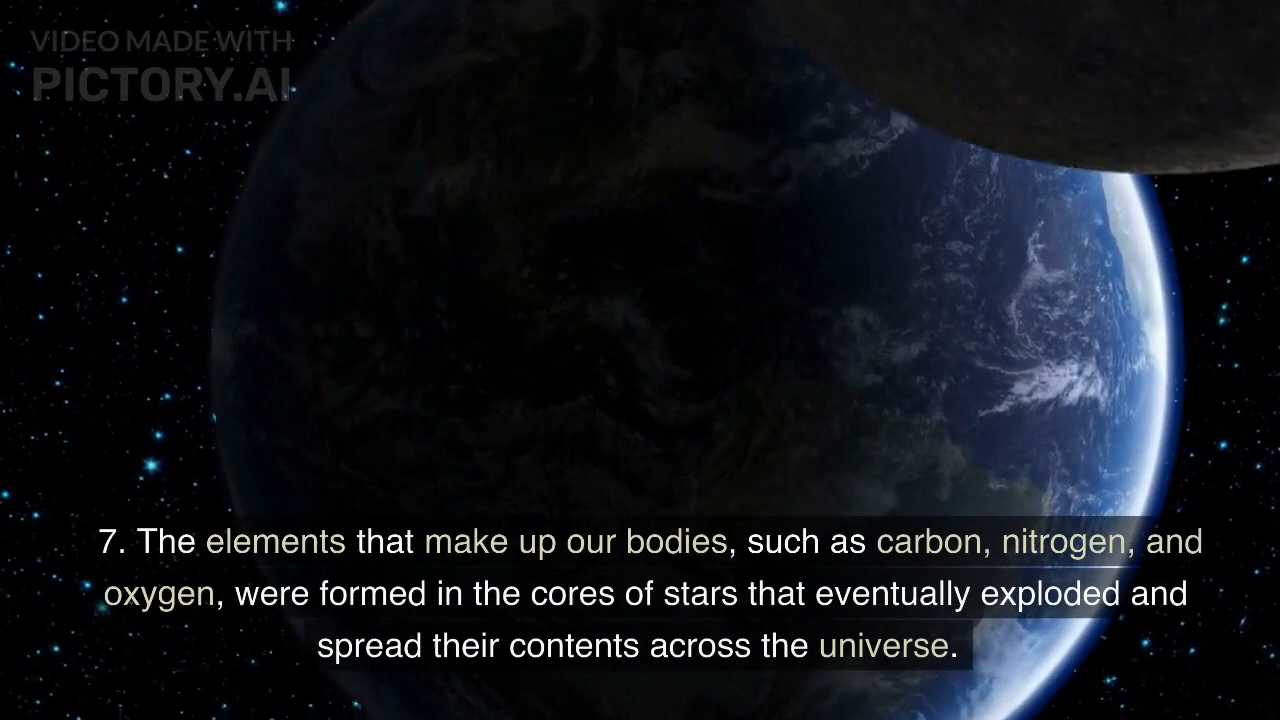 VIDEO MADE WITH
PICTORY.AI
7. The elements that make up our bodies, such as carbon, nitrogen, and
oxygen, were formed in the cores of stars that eventually exploded and
spread their contents across the universe.